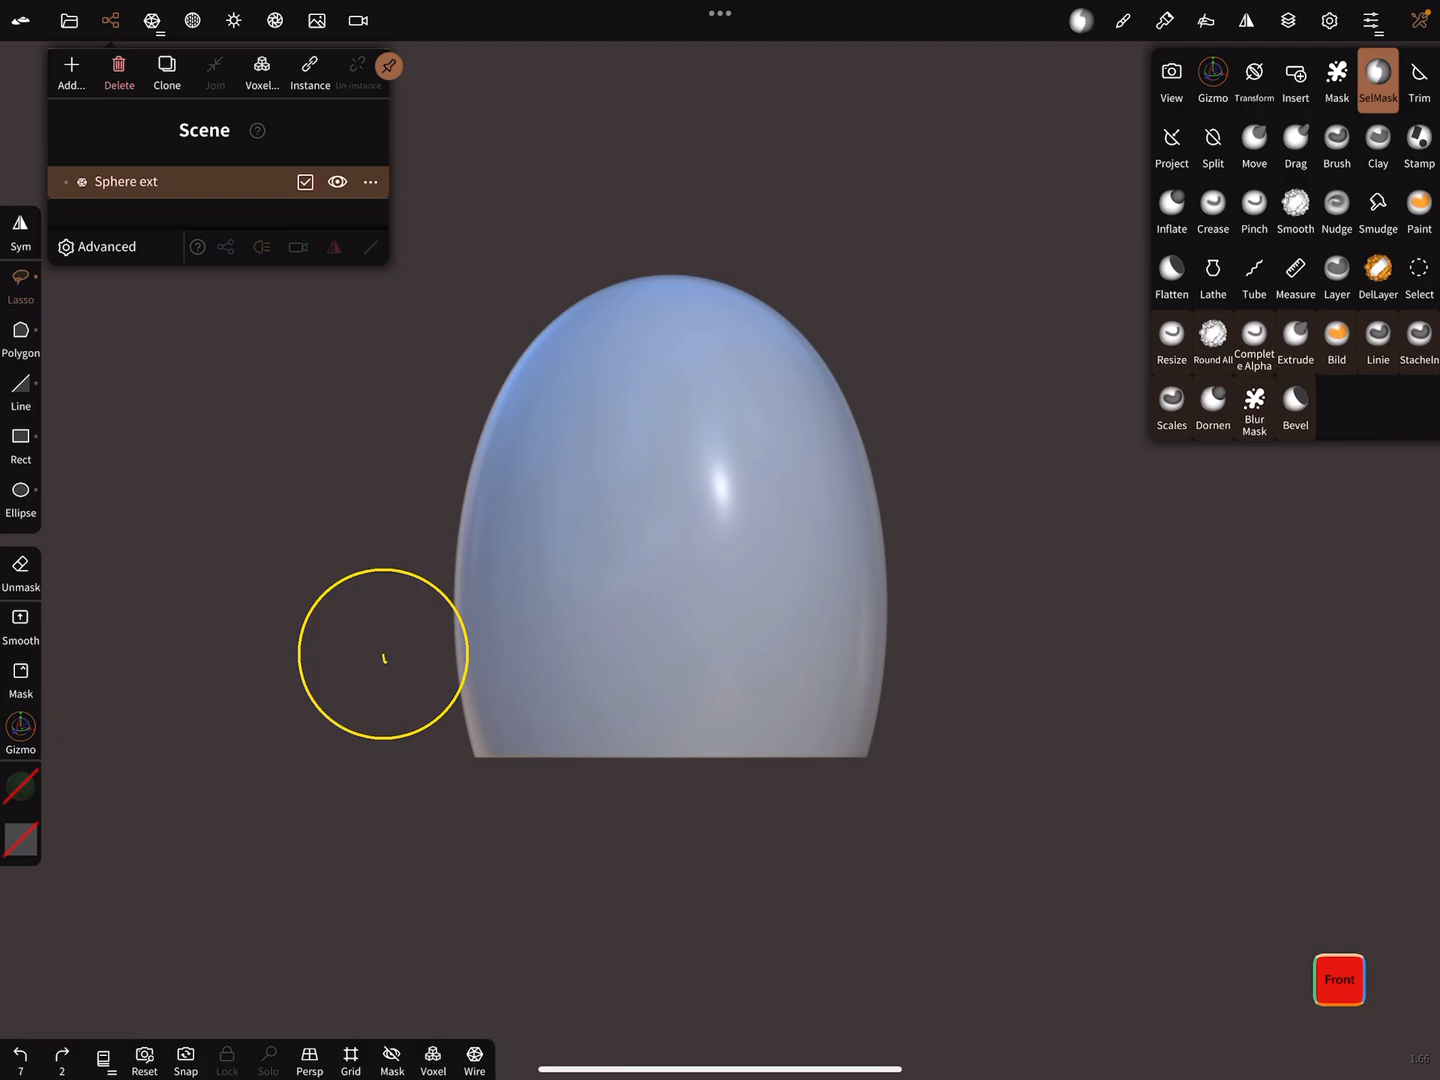 Add...
Delete
Clone
Join
Voxel...
Instance
Un-instance
Scene
?
Sphere ext
Advanced
?
Sym
Lasso
Polygon
Line
Rect
Ellipse
Unmask
Smooth
Mask
Gizmo
View
Gizmo
Transform
Insert
Mask
SelMask
Trim
Project
Split
Move
Drag
Brush
Clay
Stamp
Inflate
Crease
Pinch
Smooth
Nudge
Smudge
Paint
Flatten
Lathe
Tube
Measure
Layer
DelLayer
Select
Resize
Round All
Complet
e Alpha
Extrude
Bild
Linie
Stacheln
Scales
Dornen
Blur
Mask
Bevel
Front
7
2
Reset
Snap
Lock
Solo
Persp
Grid
Mask
Voxel
Wire
1.66